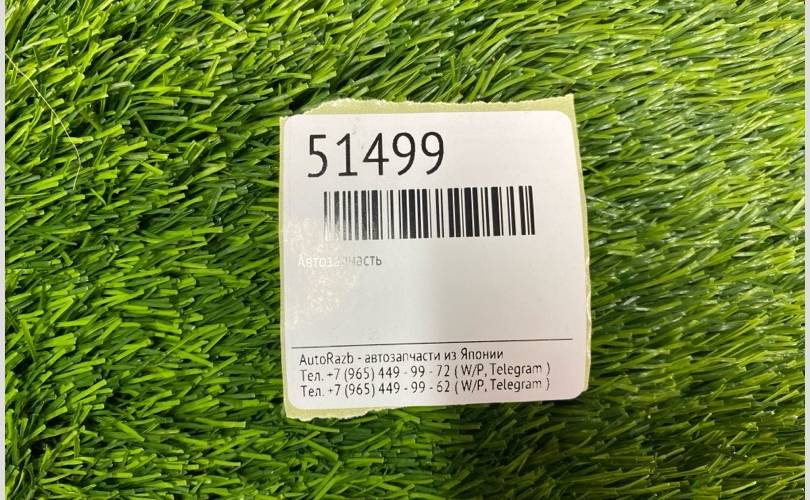 51499
Автозапчасть
AutoRazb - автозапчасти из Японии
Тел. +7 (965) 449 - 99 - 72 ( W/P, Telegram )
Тел. +7 (965) 449 - 99 - 62 ( W/P, Telegram )